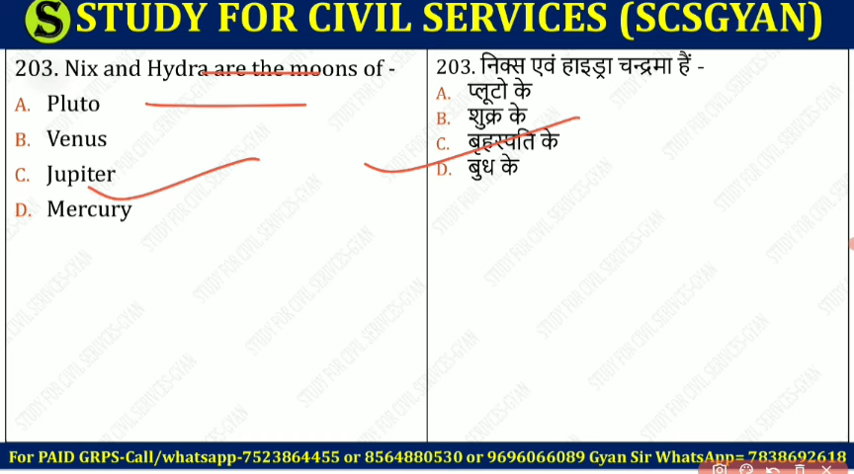 S STUDY FOR CIVIL SERVICES (SCSGYAN)
203. Nix and Hydra are the moons of -
A. Pluto
B. Venus
C. Jupiter
D. Mercury
203. निक्स एवं हाइड्रा चन्द्रमा हैं -
A. प्लूटो के
B. शुक्र के
C. बृहस्पति के
D. बुध के
For PAID GRPS-Call/whatsapp-7523864455 or 8564880530 or 9696066089 Gyan Sir WhatsApp= 7838692618